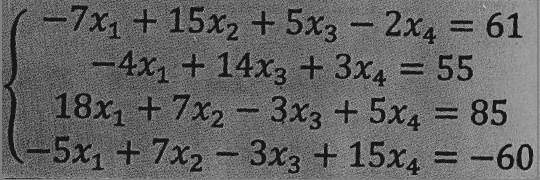 −7x₁ + 15x₂ + 5x₃ − 2x₄ = 61
−4x₁ + 14x₃ + 3x₄ = 55
18x₁ + 7x₂ − 3x₃ + 5x₄ = 85
−5x₁ + 7x₂ − 3x₃ + 15x₄ = −60